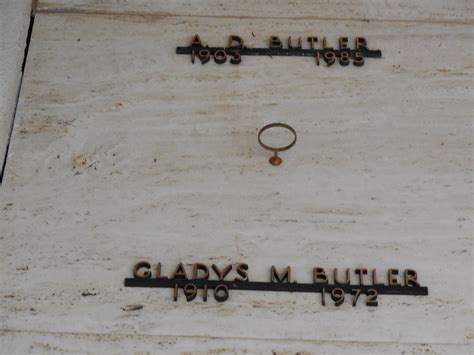 A. D. BUTLER
1903 1985
GLADYS M. BUTLER
1910 1972